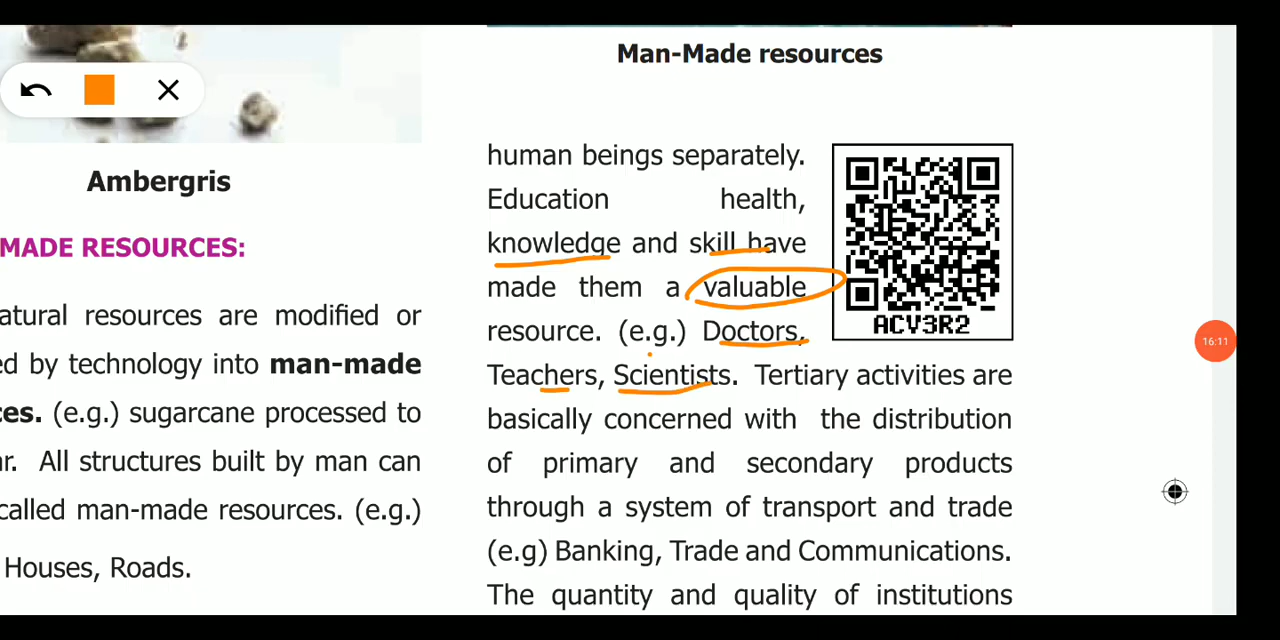 Ambergris
MADE RESOURCES:
atural resources are modified or
ed by technology into man-made
ces. (e.g.) sugarcane processed to
ar. All structures built by man can
called man-made resources. (e.g.)
Houses, Roads.
Man-Made resources
human beings separately.
Education health,
knowledge and skill have
made them a valuable
resource. (e.g.) Doctors,
Teachers, Scientists. Tertiary activities are
basically concerned with the distribution
of primary and secondary products
through a system of transport and trade
(e.g) Banking, Trade and Communications.
The quantity and quality of institutions
ACV3R2
16:11